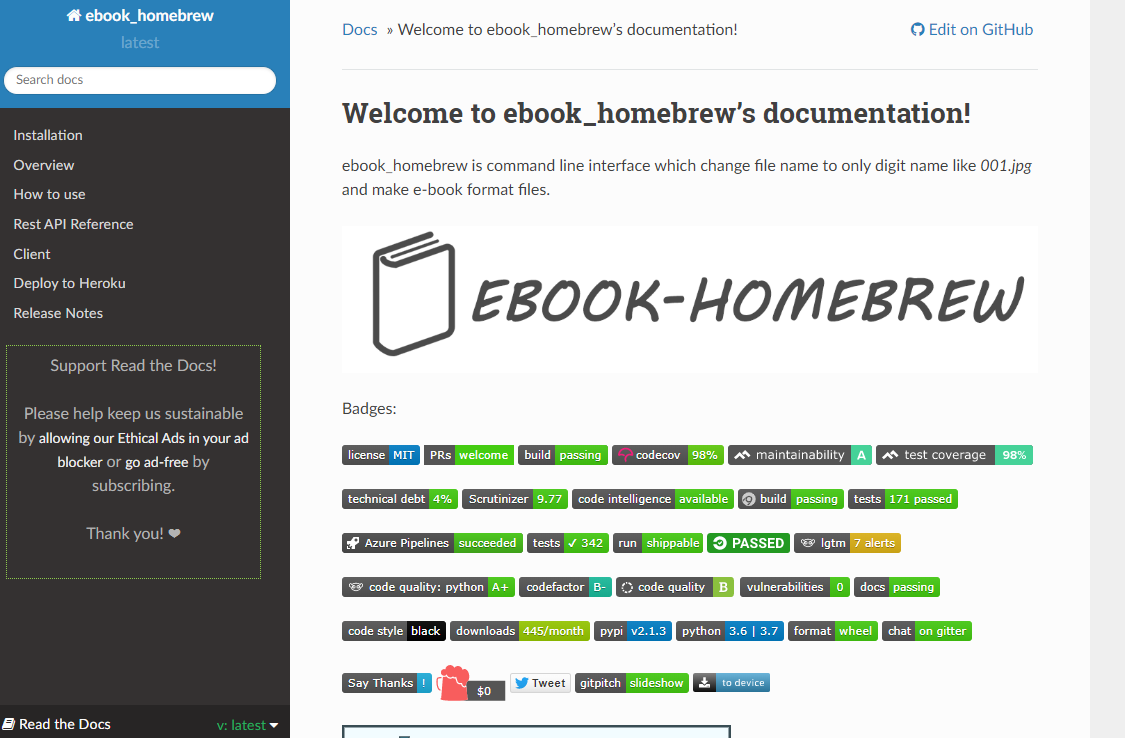 ebook_homebrew
latest
Search docs
Installation
Overview
How to use
Rest API Reference
Client
Deploy to Heroku
Release Notes
Support Read the Docs!
Please help keep us sustainable
by allowing our Ethical Ads in your ad
blocker or go ad-free by
subscribing.
Thank you! ❤
Read the Docs v: latest
Docs » Welcome to ebook_homebrew’s documentation! Edit on GitHub
Welcome to ebook_homebrew’s documentation!
ebook_homebrew is command line interface which change file name to only digit name like 001.jpg
and make e-book format files.
EBOOK-HOMEBREW
Badges:
license MIT PRs welcome build passing codecov 98% maintainability A test coverage 98%
technical debt 4% Scrutinizer 9.77 code intelligence available build passing tests 171 passed
Azure Pipelines succeeded tests ✓ 342 run shippable PASSED lgtm 7 alerts
code quality: python A+ codefactor B- code quality B vulnerabilities 0 docs passing
code style black downloads 445/month pypi v2.1.3 python 3.6 | 3.7 format wheel chat on gitter
Say Thanks ! $0 Tweet gitpitch slideshow to device